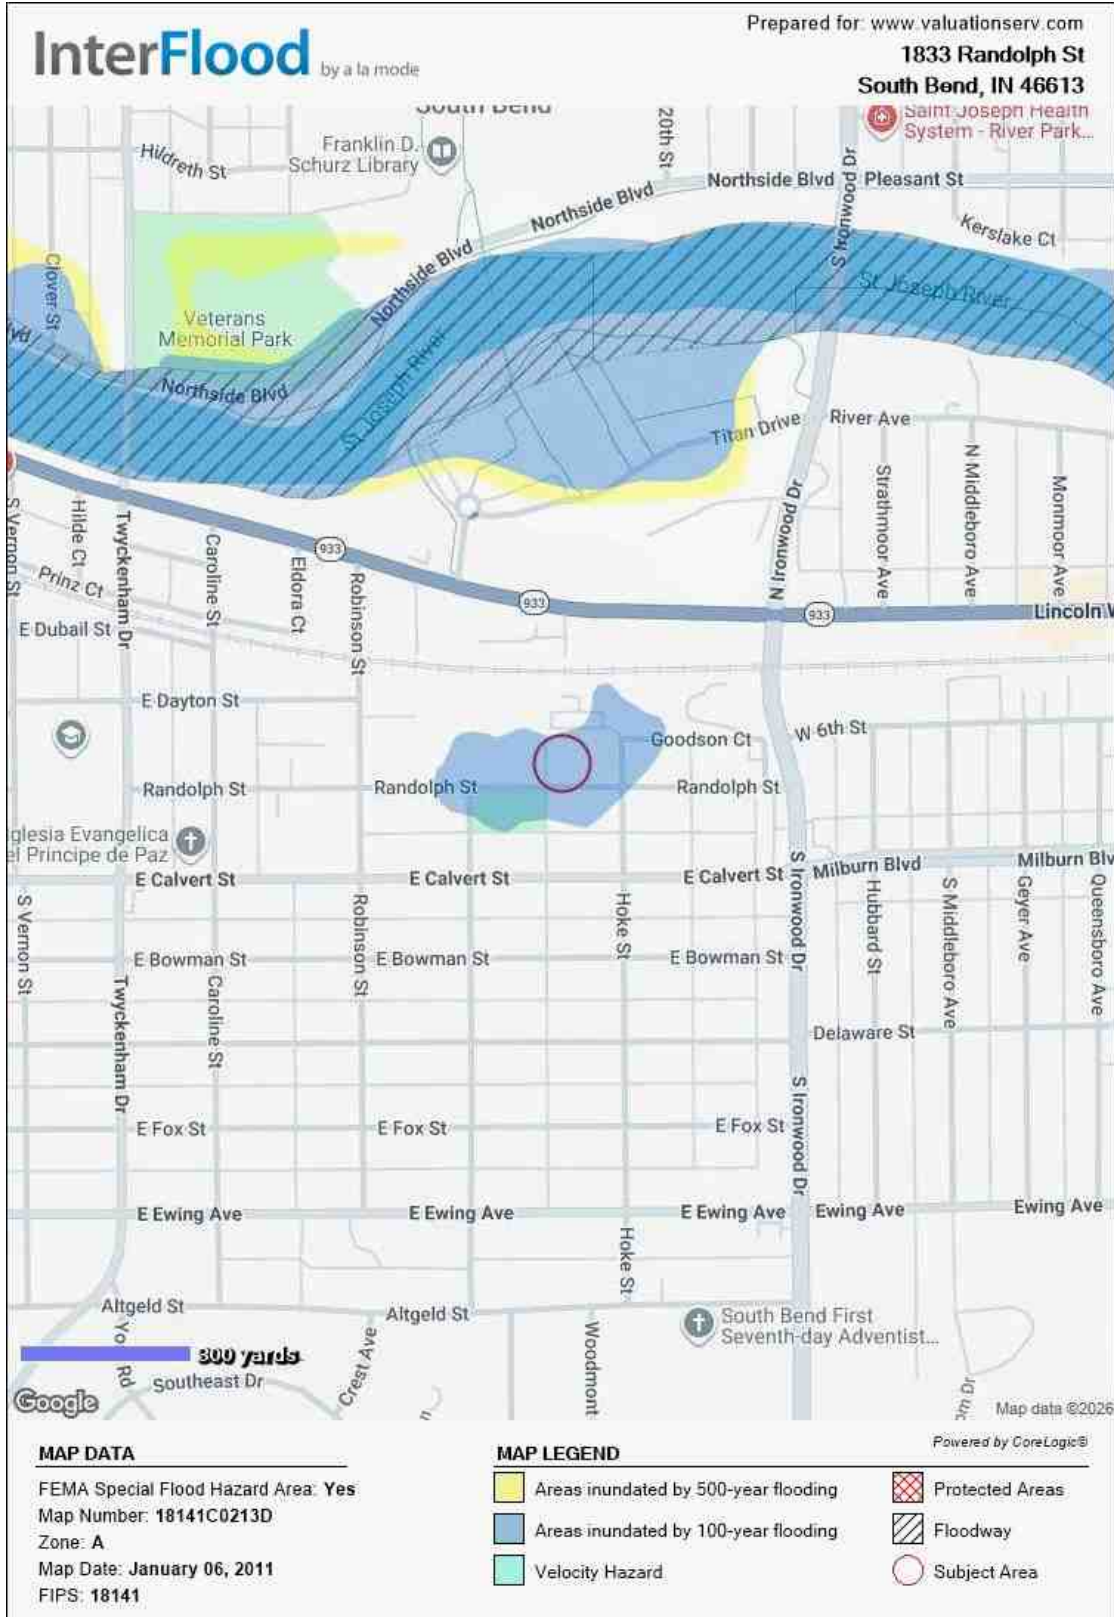 InterFlood by a la mode
Prepared for: www.valuationserv.com
1833 Randolph St
South Bend, IN 46613
South Bend
Saint Joseph Health
System - River Park...
Franklin D.
Schurz Library
20th St
Hildreth St
Northside Blvd
Pleasant St
Northside Blvd
S Ironwood Dr
Kerslake Ct
Northside Blvd
Clover St
St Joseph River
Veterans
Memorial Park
St Joseph River
Northside Blvd
Titan Drive
River Ave
Strathmoor Ave
N Middleboro Ave
Monmoor Ave
N Ironwood Dr
S Vernon St
Hilde Ct
Twyckenham Dr
Caroline St
Eldora Ct
933
Robinson St
Prinz Ct
933
933
Lincoln
E Dubail St
E Dayton St
W 6th St
Goodson Ct
Randolph St
Randolph St
Randolph St
glesia Evangelica
el Principe de Paz
E Calvert St
E Calvert St
E Calvert St
S Ironwood Dr
Milburn Blvd
Milburn Blv
S Vernon St
Robinson St
Hoke St
Hubbard St
S Middleboro Ave
Geyer Ave
Queensboro Ave
E Bowman St
E Bowman St
E Bowman St
Twyckenham Dr
Caroline St
Delaware St
S Ironwood Dr
E Fox St
E Fox St
E Fox St
E Ewing Ave
E Ewing Ave
E Ewing Ave
Ewing Ave
Ewing Ave
Hoke St
Altgeld St
Altgeld St
South Bend First
Seventh-day Adventist...
Yo Rd
Crest Ave
Woodmont
800 yards
Southeast Dr
om Dr
Google
Map data ©2026
Powered by CoreLogic®
MAP DATA
FEMA Special Flood Hazard Area: Yes
Map Number: 18141C0213D
Zone: A
Map Date: January 06, 2011
FIPS: 18141
MAP LEGEND
Areas inundated by 500-year flooding
Areas inundated by 100-year flooding
Velocity Hazard
Protected Areas
Floodway
Subject Area